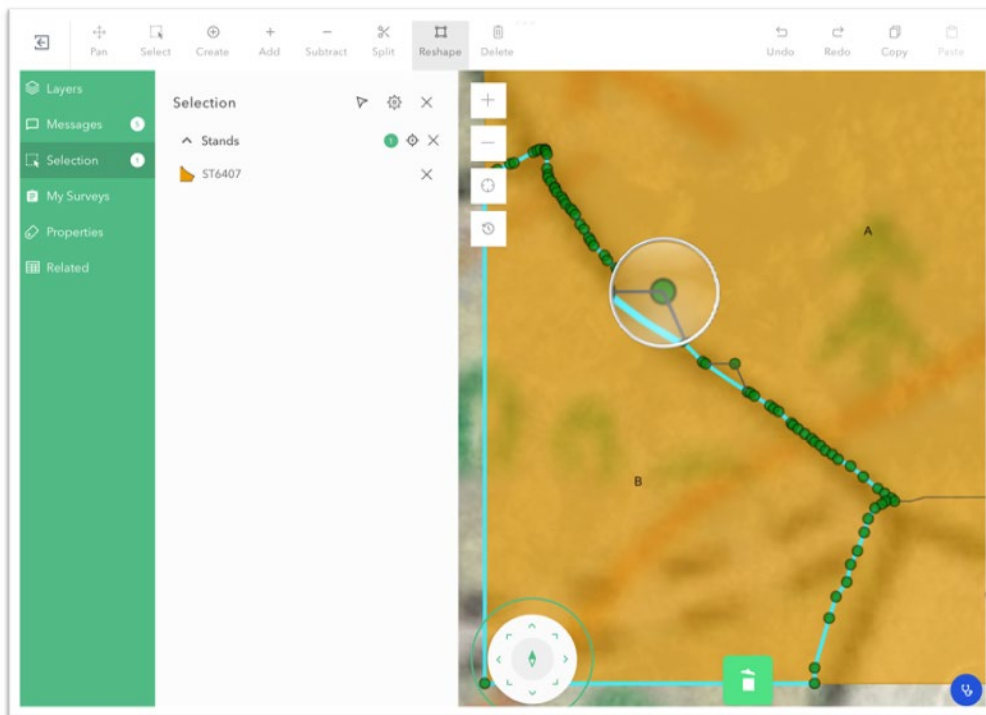 Pan
Select
Create
Add
Subtract
Split
Reshape
Delete
Undo
Redo
Copy
Paste
Layers
Messages
Selection 1
My Surveys
Properties
Related
Selection
Stands 1
ST6407
A
B